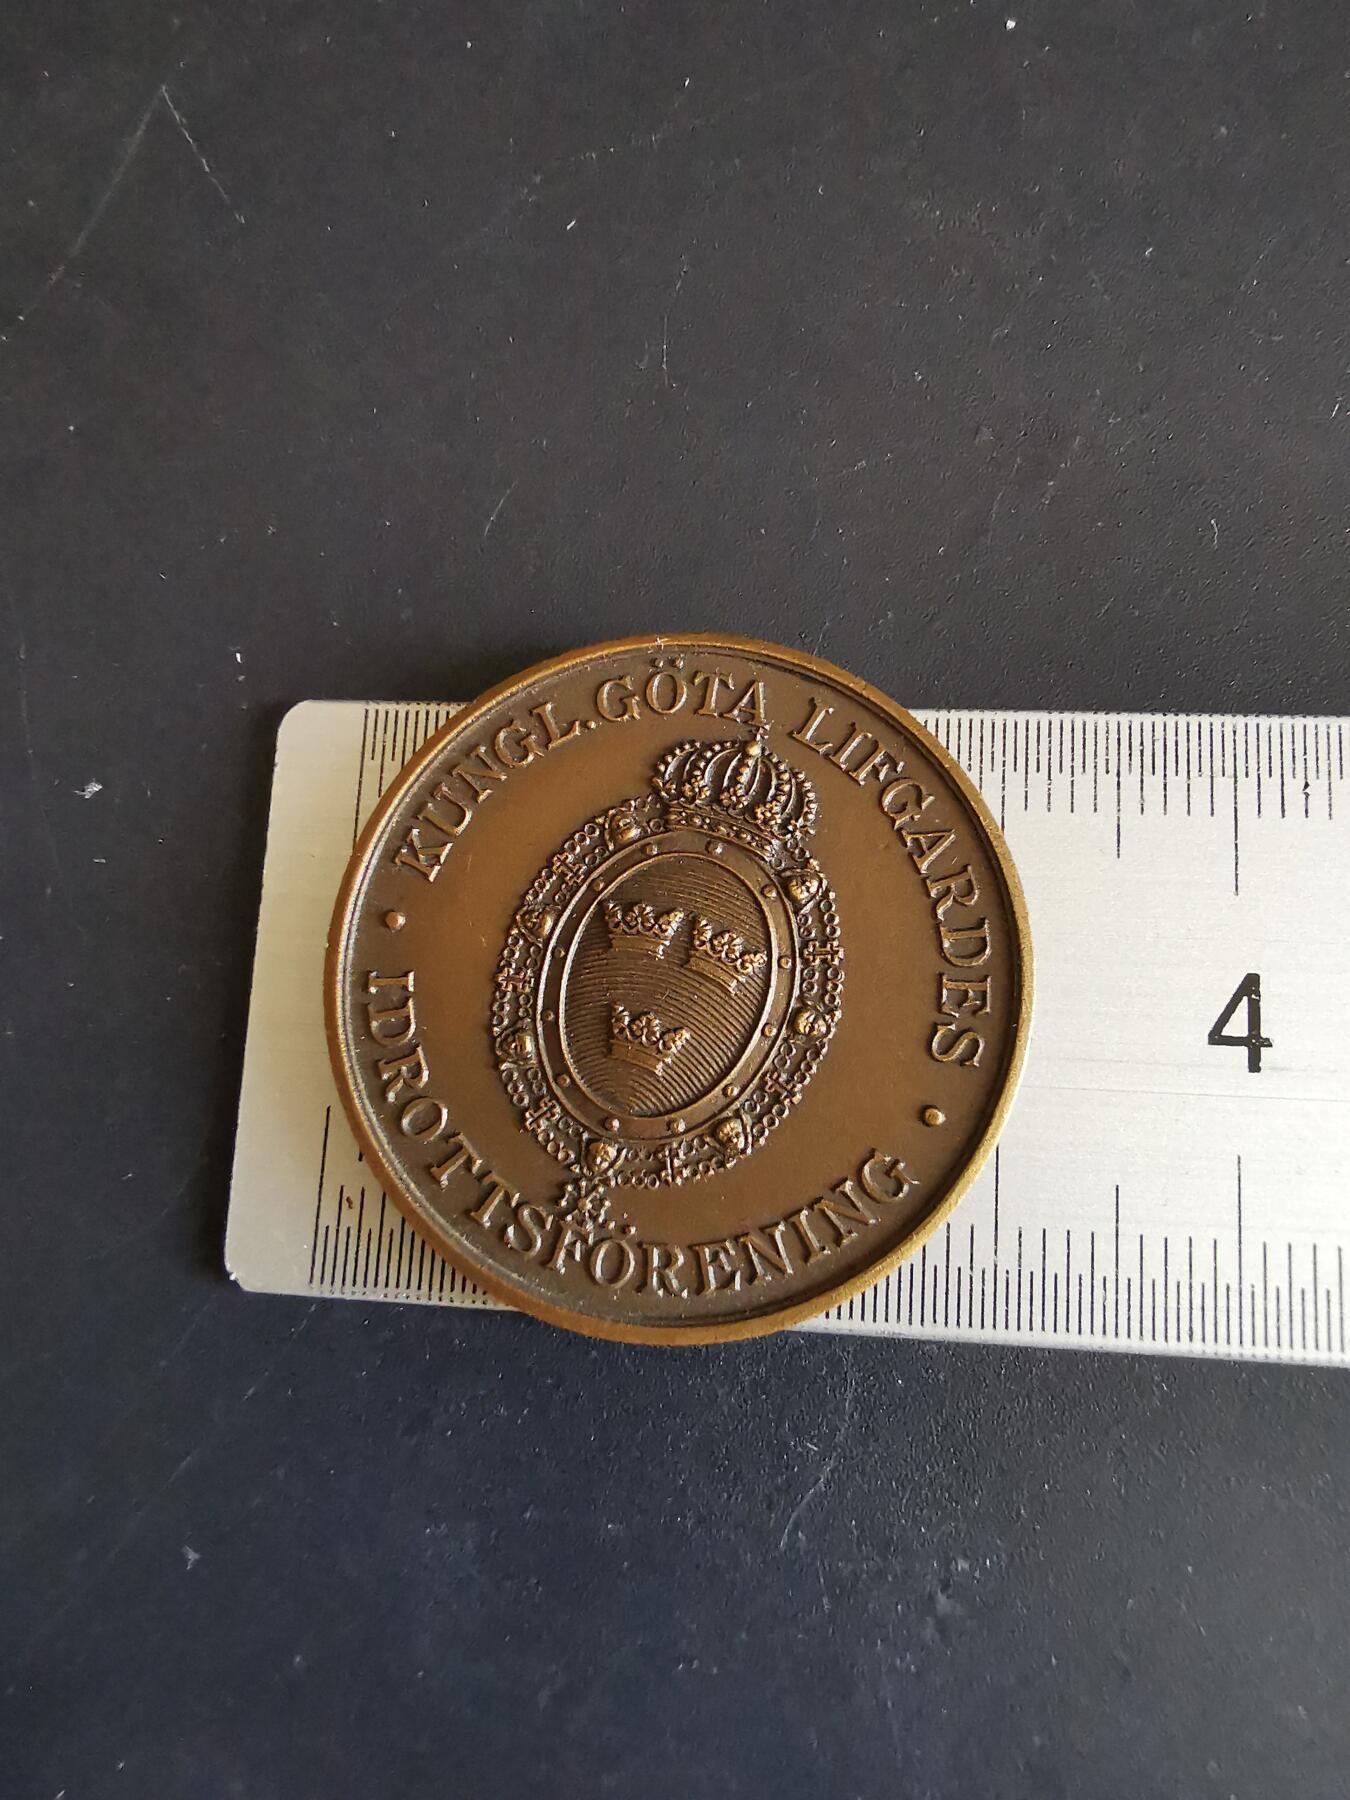 KUNGL. GÖTA LIFGARDES
IDROTTSFÖRENING
4